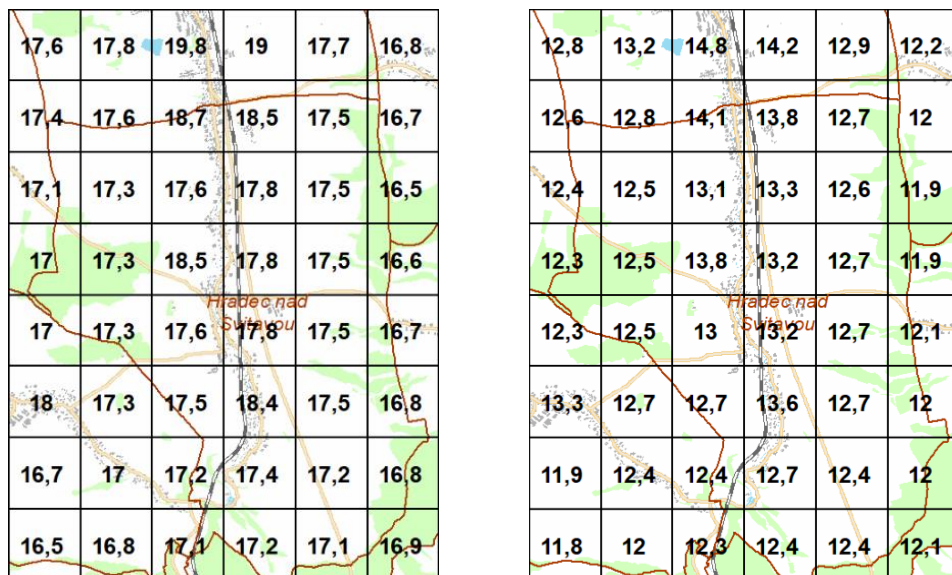 17,6 17,8 19,8 19 17,7 16,8
17,4 17,6 18,7 18,5 17,5 16,7
17,1 17,3 17,6 17,8 17,5 16,5
17 17,3 18,5 17,8 17,5 16,6
Hradec nad
Svitavou
17 17,3 17,6 17,8 17,5 16,7
18 17,3 17,5 18,4 17,5 16,8
16,7 17 17,2 17,4 17,2 16,8
16,5 16,8 17,1 17,2 17,1 16,9
12,8 13,2 14,8 14,2 12,9 12,2
12,6 12,8 14,1 13,8 12,7 12
12,4 12,5 13,1 13,3 12,6 11,9
12,3 12,5 13,8 13,2 12,7 11,9
Hradec nad
Svitavou
12,3 12,5 13 13,2 12,7 12,1
13,3 12,7 12,7 13,6 12,7 12
11,9 12,4 12,4 12,7 12,4 12
11,8 12 12,3 12,4 12,4 12,1